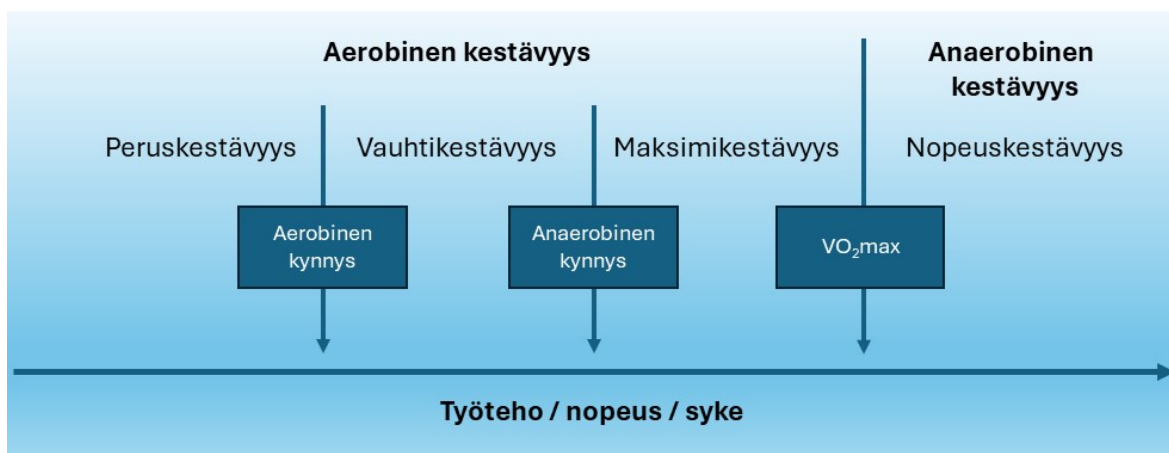 Aerobinen kestävyys
Anaerobinen
kestävyys
Peruskestävyys
Vauhtikestävyys
Maksimikestävyys
Nopeuskestävyys
Aerobinen
kynnys
Anaerobinen
kynnys
VO₂max
Työteho / nopeus / syke